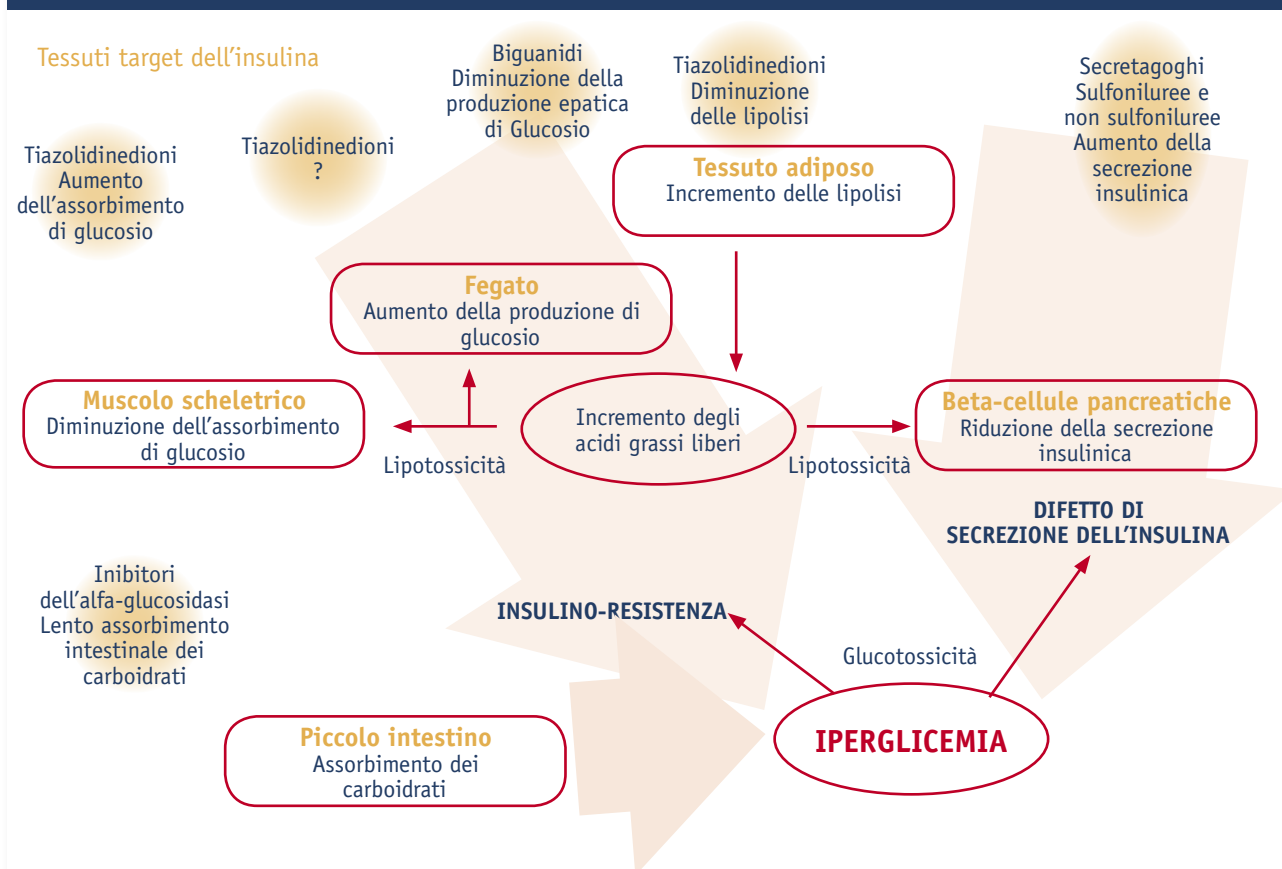 Tessuti target dell'insulina
Biguanidi
Diminuzione della
produzione epatica
di Glucosio
Tiazolidinedioni
Diminuzione
delle lipolisi
Secretagoghi
Sulfoniluree e
non sulfoniluree
Aumento della
secrezione
insulinica
Tiazolidinedioni
Aumento
dell'assorbimento
di glucosio
Tiazolidinedioni
?
Tessuto adiposo
Incremento delle lipolisi
Fegato
Aumento della produzione di
glucosio
Muscolo scheletrico
Diminuzione dell'assorbimento
di glucosio
Lipotossicità
Incremento degli
acidi grassi liberi
Lipotossicità
Beta-cellule pancreatiche
Riduzione della secrezione
insulinica
DIFETTO DI
SECREZIONE DELL'INSULINA
Inibitori
dell'alfa-glucosidasi
Lento assorbimento
intestinale dei
carboidrati
INSULINO-RESISTENZA
Glucotossicità
Piccolo intestino
Assorbimento dei
carboidrati
IPERGLICEMIA